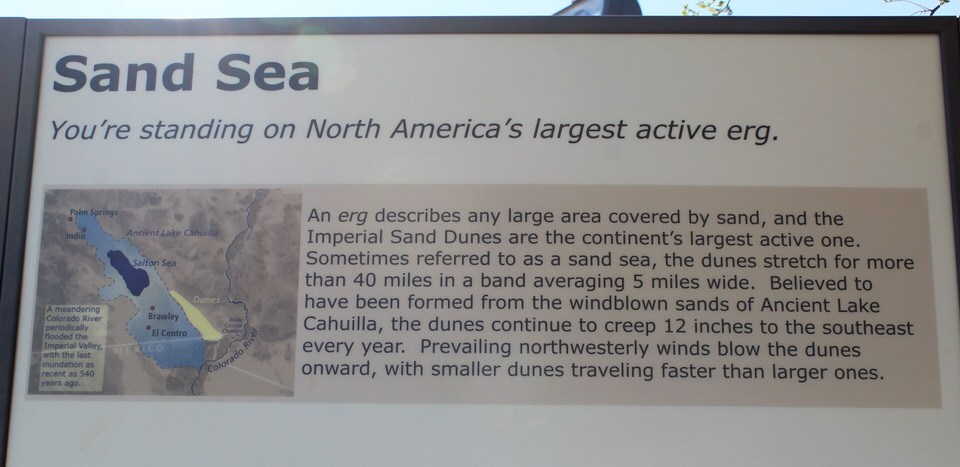 Sand Sea
You're standing on North America's largest active erg.
Palm Springs
Indio
Ancient Lake Cahuilla
Salton Sea
Dunes
Brawley
El Centro
MEXICO
Colorado River
A meandering
Colorado River
periodically
flooded the
Imperial Valley,
with the last
inundation as
recent as 540
years ago.
An erg describes any large area covered by sand, and the
Imperial Sand Dunes are the continent's largest active one.
Sometimes referred to as a sand sea, the dunes stretch for more
than 40 miles in a band averaging 5 miles wide.  Believed to
have been formed from the windblown sands of Ancient Lake
Cahuilla, the dunes continue to creep 12 inches to the southeast
every year.  Prevailing northwesterly winds blow the dunes
onward, with smaller dunes traveling faster than larger ones.